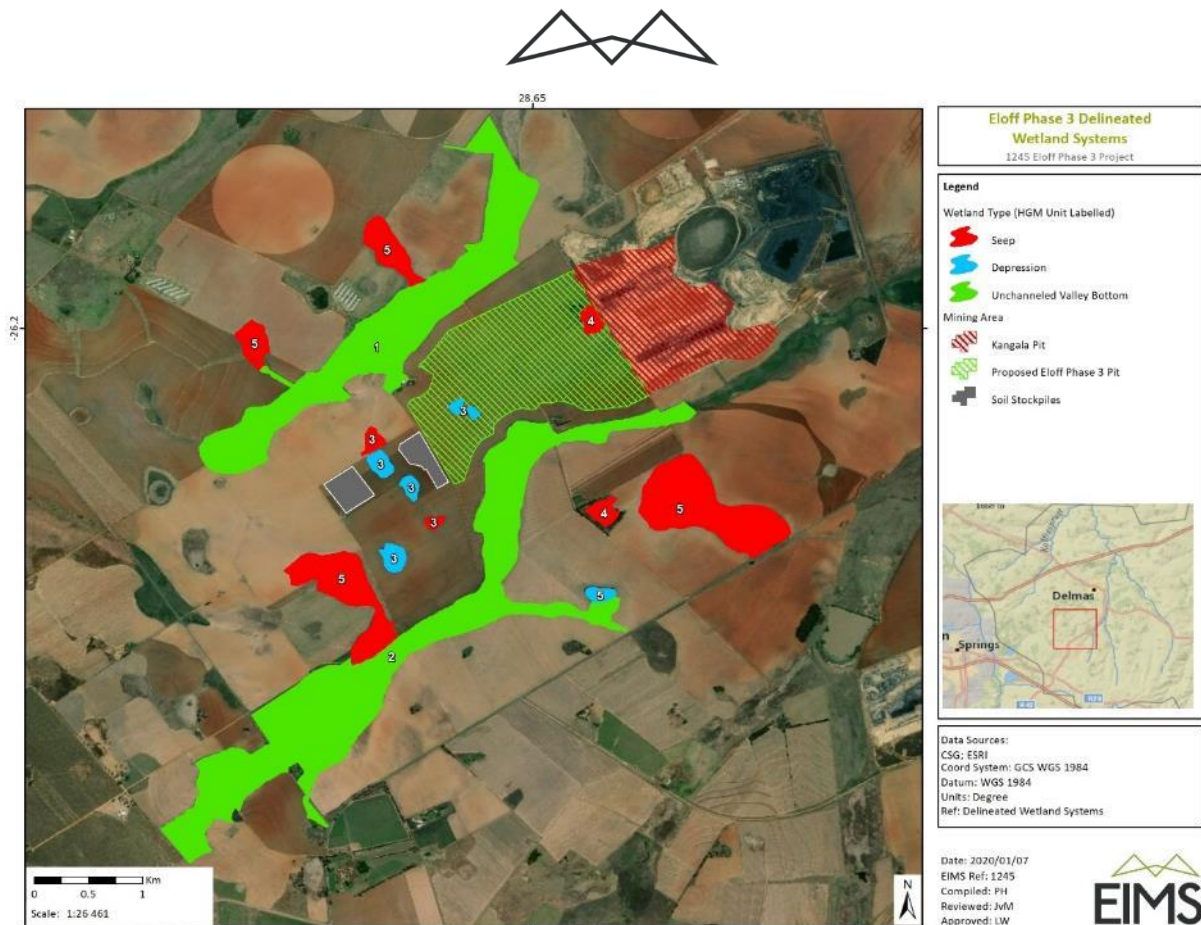 28.65
-26.2
5
5
1
4
3
3
3
3
3
4
5
5
5
2
Km
0 0.5 1
Scale: 1:26 461
N
Eloff Phase 3 Delineated
Wetland Systems
1245 Eloff Phase 3 Project
Legend
Wetland Type (HGM Unit Labelled)
Seep
Depression
Unchanneled Valley Bottom
Mining Area
Kangala Pit
Proposed Eloff Phase 3 Pit
Soil Stockpiles
Delmas
n
Springs
Data Sources:
CSG; ESRI
Coord System: GCS WGS 1984
Datum: WGS 1984
Units: Degree
Ref: Delineated Wetland Systems
Date: 2020/01/07
EIMS Ref: 1245
Compiled: PH
Reviewed: JvM
Approved: LW
EIMS